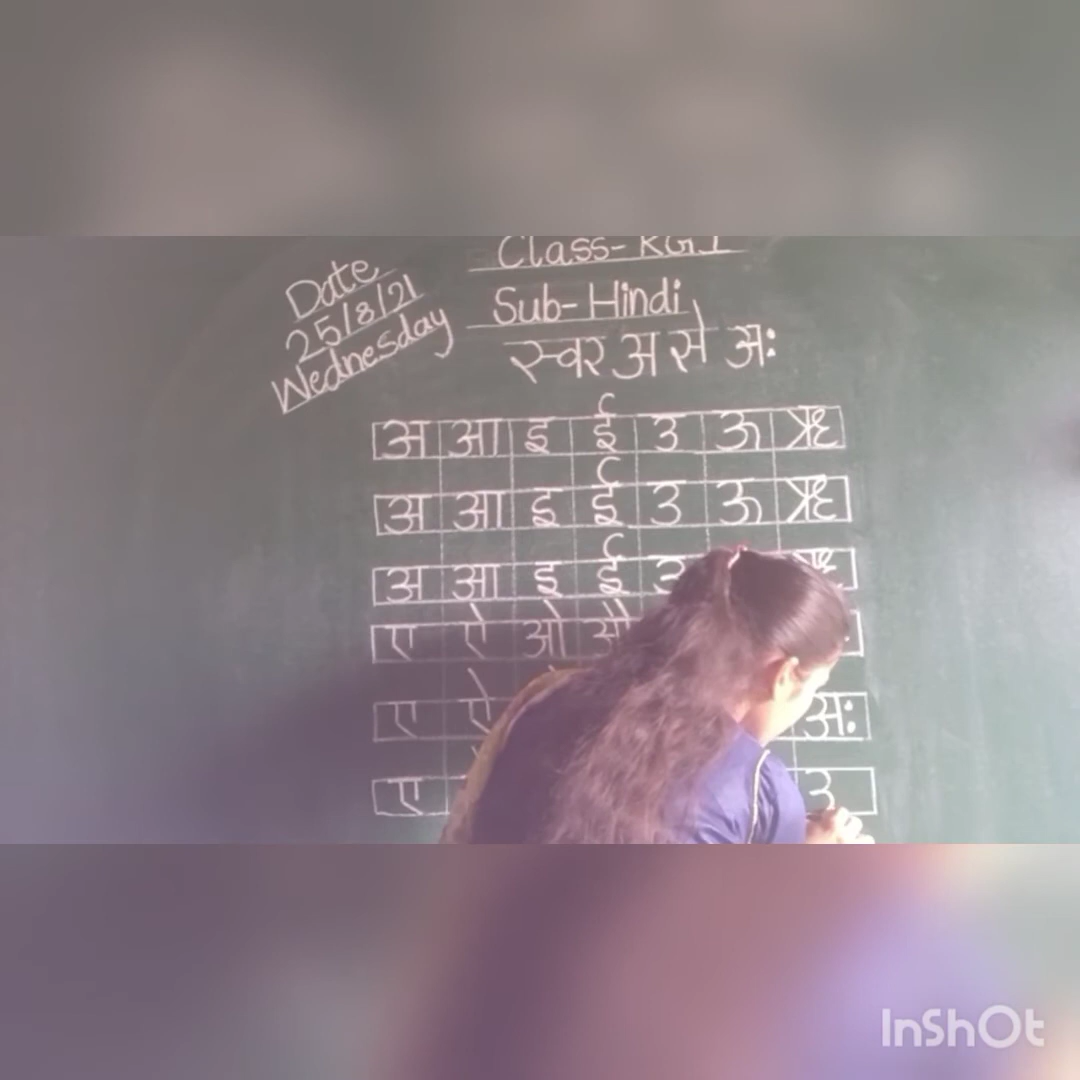 Class- KG I
Date
25/8/21
Wednesday
Sub- Hindi
स्वर अ से अः
अ आ इ ई उ ऊ ऋ
अ आ इ ई उ ऊ ऋ
अ आ इ ई उ ऋ
ए ऐ ओ औ
ए ऐ अः
ए उ
InShOt